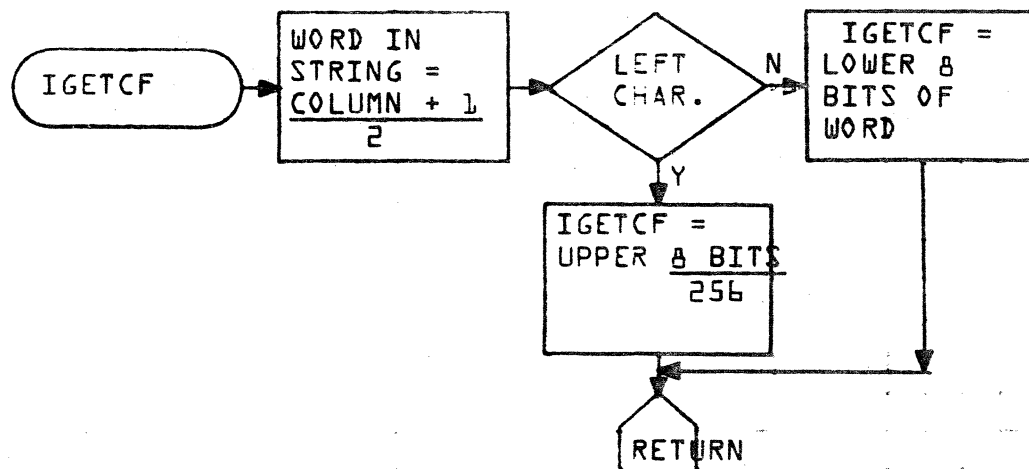 IGETCF
WORD IN
STRING =
COLUMN + 1
2
LEFT
CHAR.
N
IGETCF =
LOWER 8
BITS OF
WORD
Y
IGETCF =
UPPER 8 BITS
256
RETURN